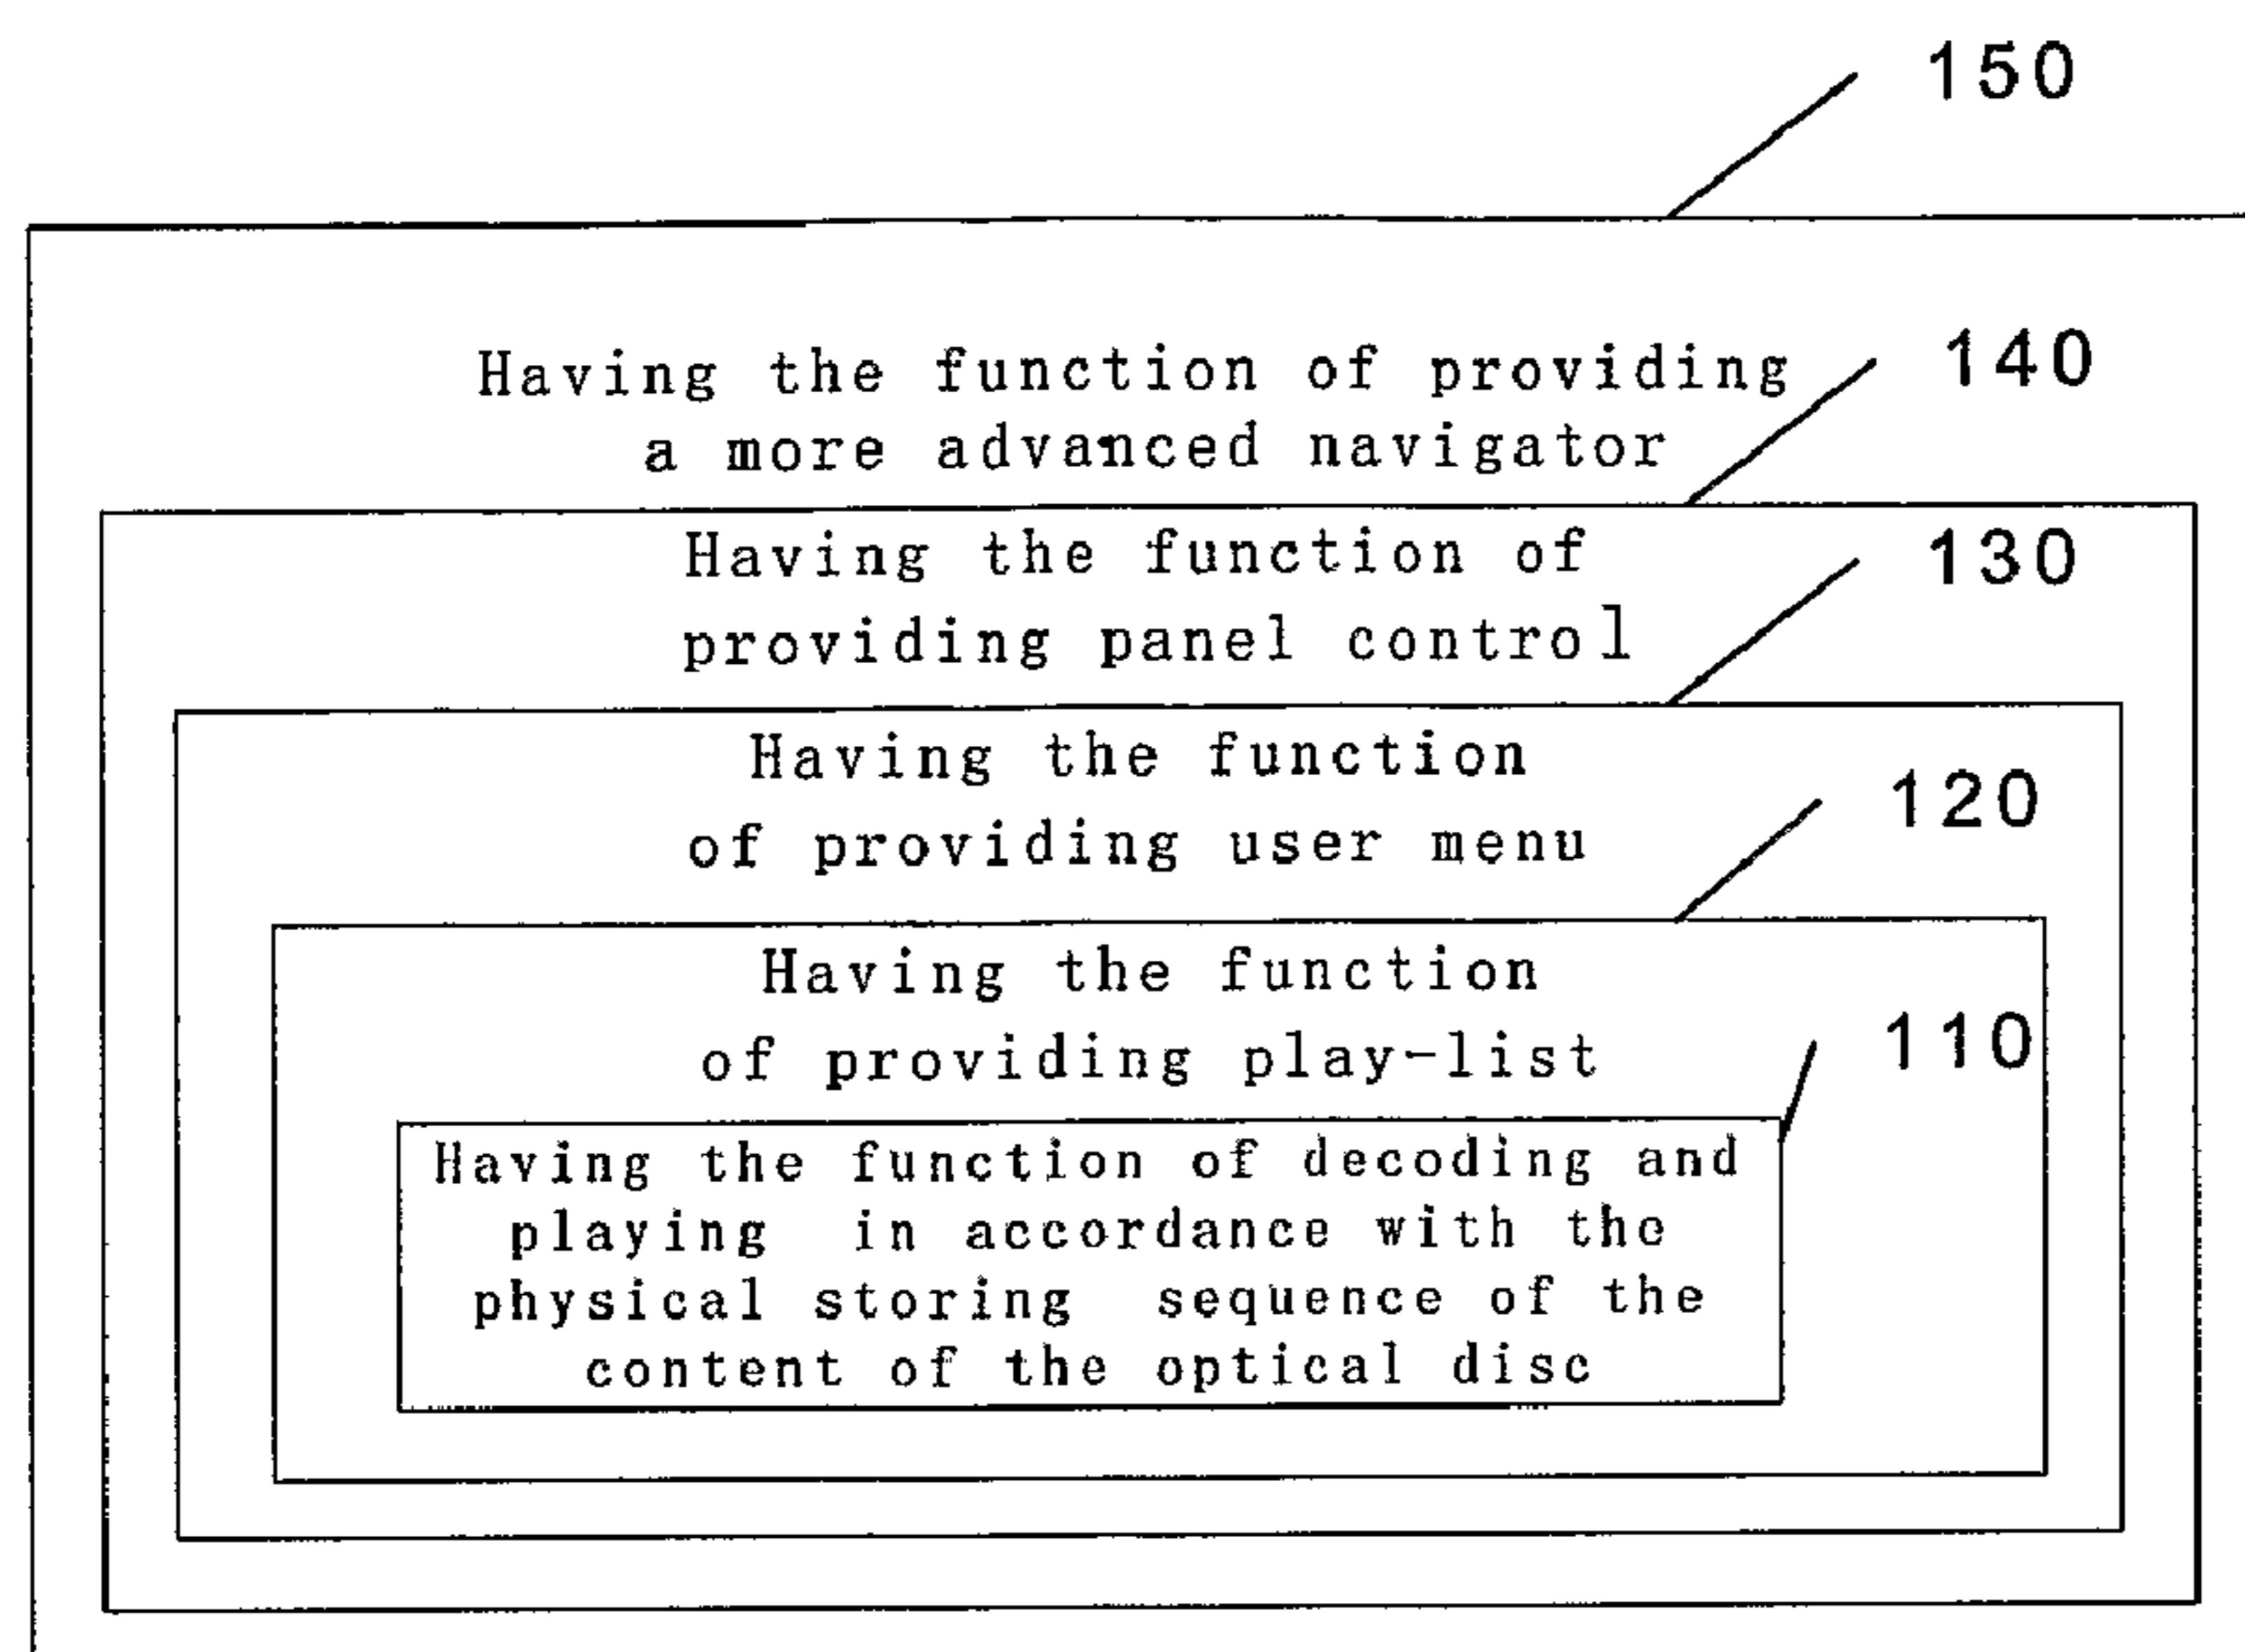 150
Having the function of providing
140
a more advanced navigator
Having the function of
130
providing panel control
Having the function
120
of providing user menu
Having the function
110
of providing play-list
Having the function of decoding and
playing in accordance with the
physical storing sequence of the
content of the optical disc